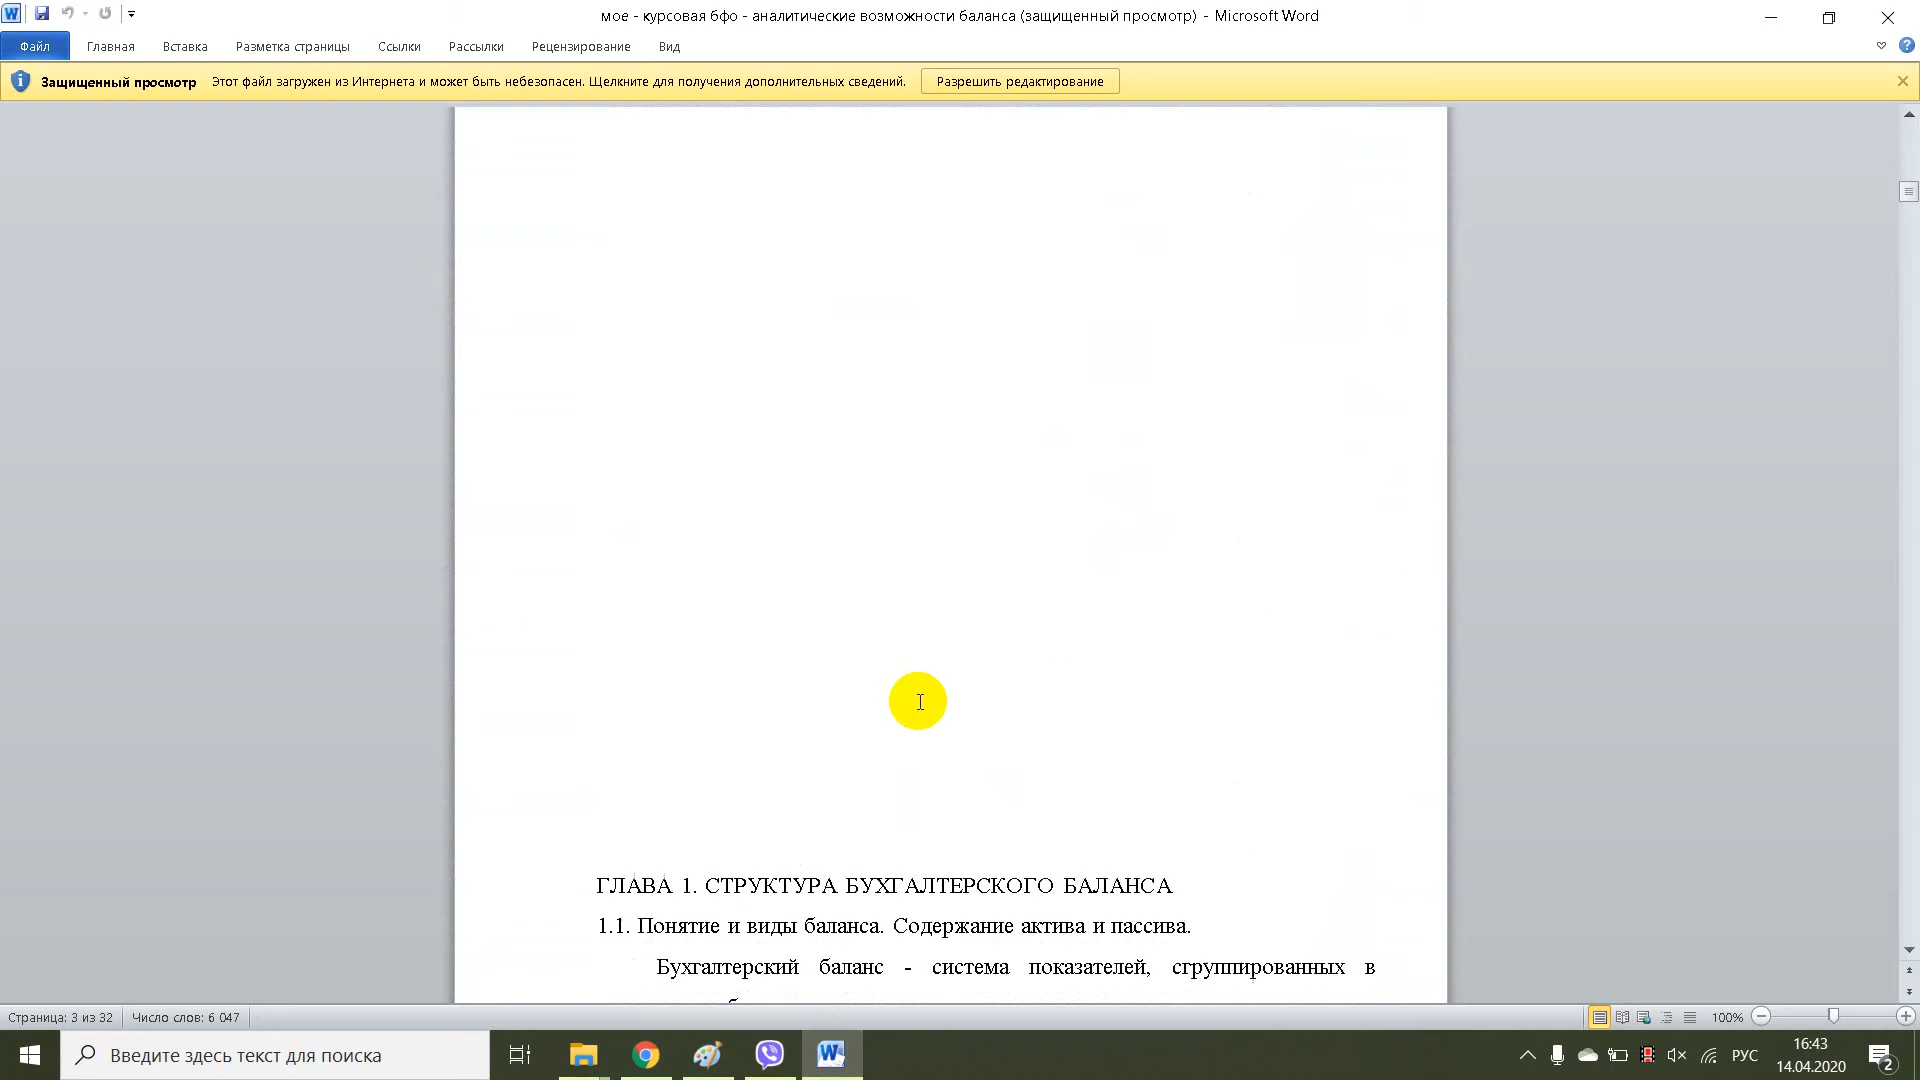 мое - курсовая бфо - аналитические возможности баланса (защищенный просмотр) - Microsoft Word
Файл Главная Вставка Разметка страницы Ссылки Рассылки Рецензирование Вид
Защищенный просмотр Этот файл загружен из Интернета и может быть небезопасен. Щелкните для получения дополнительных сведений. Разрешить редактирование
ГЛАВА 1. СТРУКТУРА БУХГАЛТЕРСКОГО БАЛАНСА
1.1. Понятие и виды баланса. Содержание актива и пассива.
Бухгалтерский баланс - система показателей, сгруппированных в
Страница: 3 из 32 Число слов: 6 047 100%
Введите здесь текст для поиска
РУС
16:43
14.04.2020
2